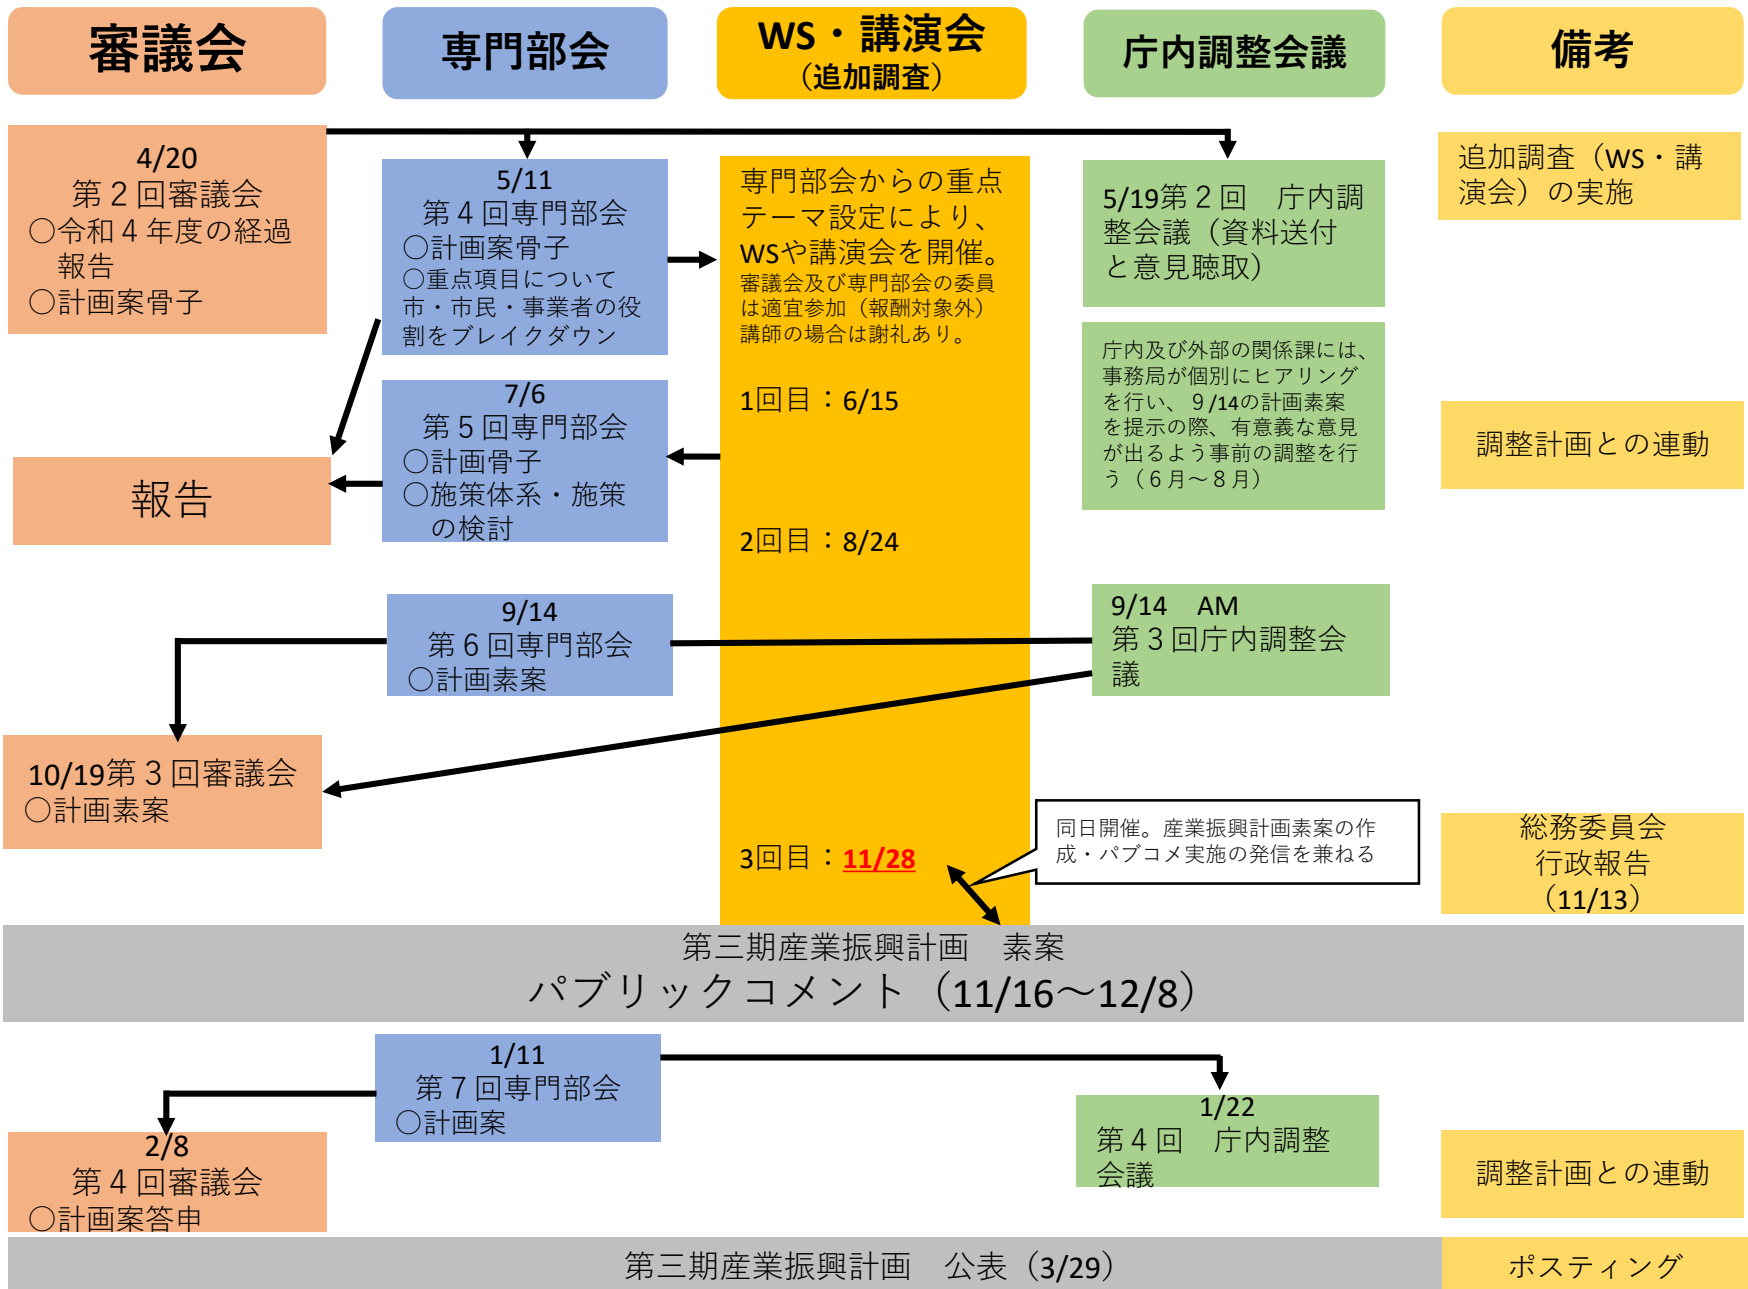 審議会
専門部会
WS・講演会
（追加調査）
庁内調整会議
備考
4/20
第２回審議会
○令和４年度の経過
報告
○計画案骨子
5/11
第４回専門部会
○計画案骨子
○重点項目について
市・市民・事業者の役
割をブレイクダウン
専門部会からの重点
テーマ設定により、
WSや講演会を開催。
審議会及び専門部会の委員
は適宜参加（報酬対象外）
講師の場合は謝礼あり。
5/19第２回　庁内調
整会議（資料送付
と意見聴取）
追加調査（WS・講
演会）の実施
庁内及び外部の関係課には、
事務局が個別にヒアリング
を行い、９/14の計画素案
を提示の際、有意義な意見
が出るよう事前の調整を行
う（６月～８月）
1回目：6/15
7/6
第５回専門部会
○計画骨子
○施策体系・施策
の検討
報告
調整計画との連動
2回目：8/24
9/14
第６回専門部会
○計画素案
9/14　AM
第３回庁内調整会
議
10/19第３回審議会
○計画素案
3回目：11/28
同日開催。産業振興計画素案の作
成・パブコメ実施の発信を兼ねる
総務委員会
行政報告
（11/13）
第三期産業振興計画　素案
パブリックコメント（11/16～12/8）
1/11
第７回専門部会
○計画案
1/22
第４回　庁内調整
会議
2/8
第４回審議会
○計画案答申
調整計画との連動
第三期産業振興計画　公表（3/29）
ポスティング